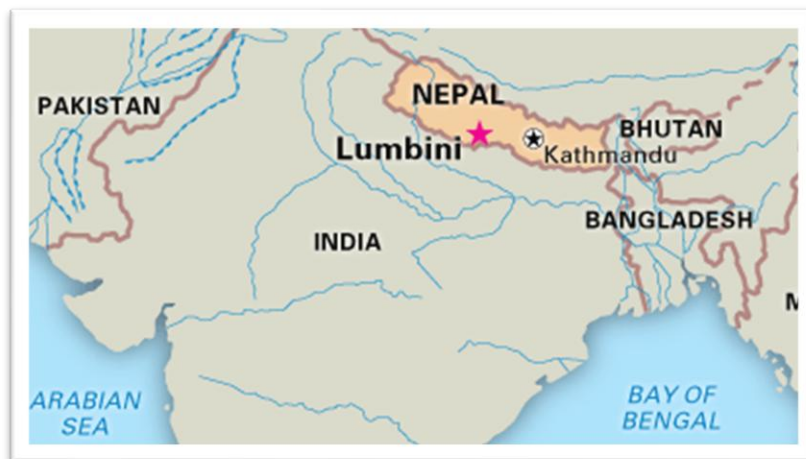 PAKISTAN
NEPAL
BHUTAN
Lumbini
Kathmandu
BANGLADESH
INDIA
ARABIAN
SEA
BAY OF
BENGAL
M